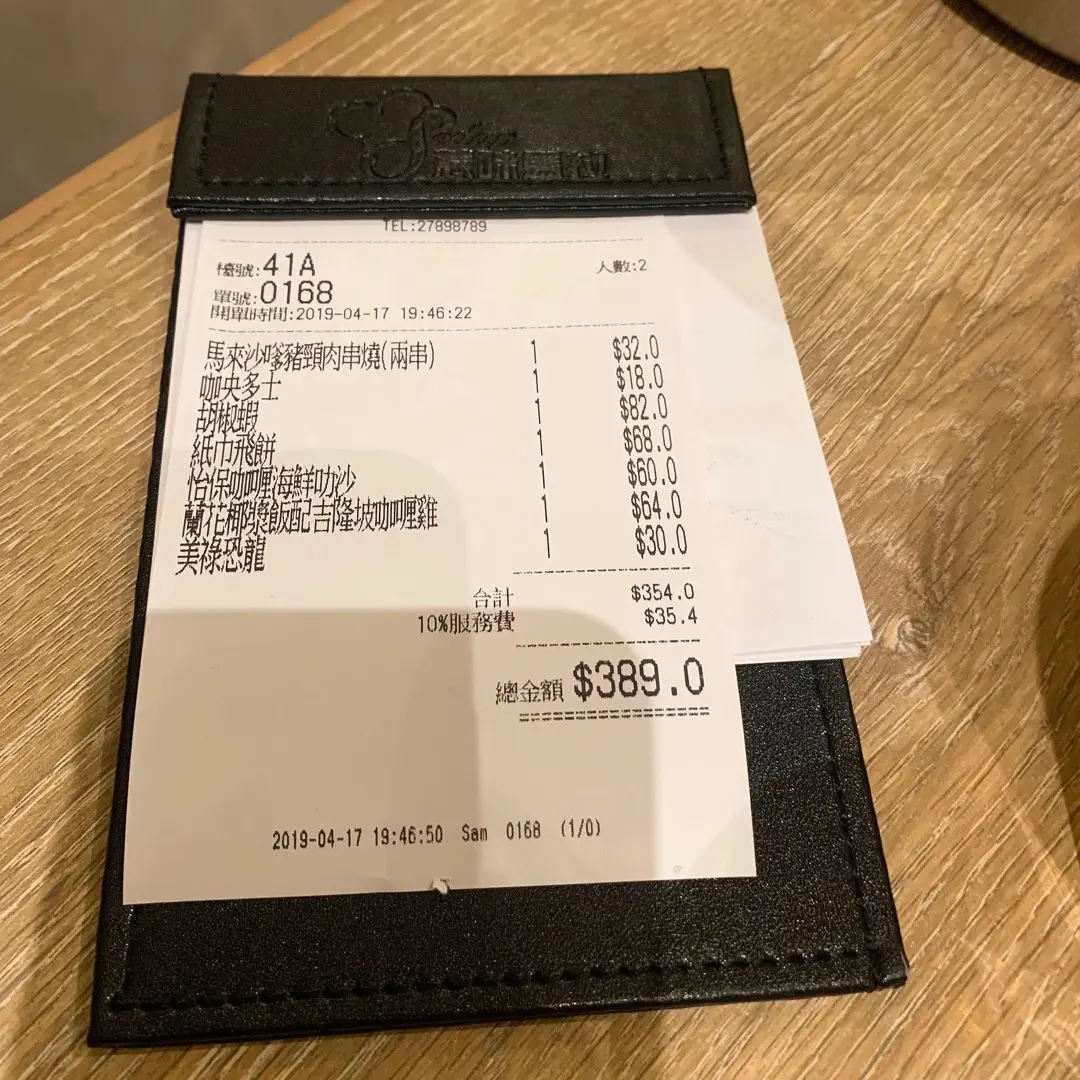 TEL:27898789
檯號:41A 人數:2
單號:0168
開單時間:2019-04-17 19:46:22
馬來沙嗲豬頸肉串燒(兩串) 1 $32.0
咖央多士 1 $18.0
胡椒蝦 1 $82.0
紙巾飛餅 1 $68.0
怡保咖喱海鮮叻沙 1 $60.0
蘭花椰漿飯配吉隆坡咖喱雞 1 $64.0
美祿恐龍 1 $30.0
合計 $354.0
10%服務費 $35.4
總金額 $389.0
2019-04-17 19:46:50 Sam 0168 (1/0)